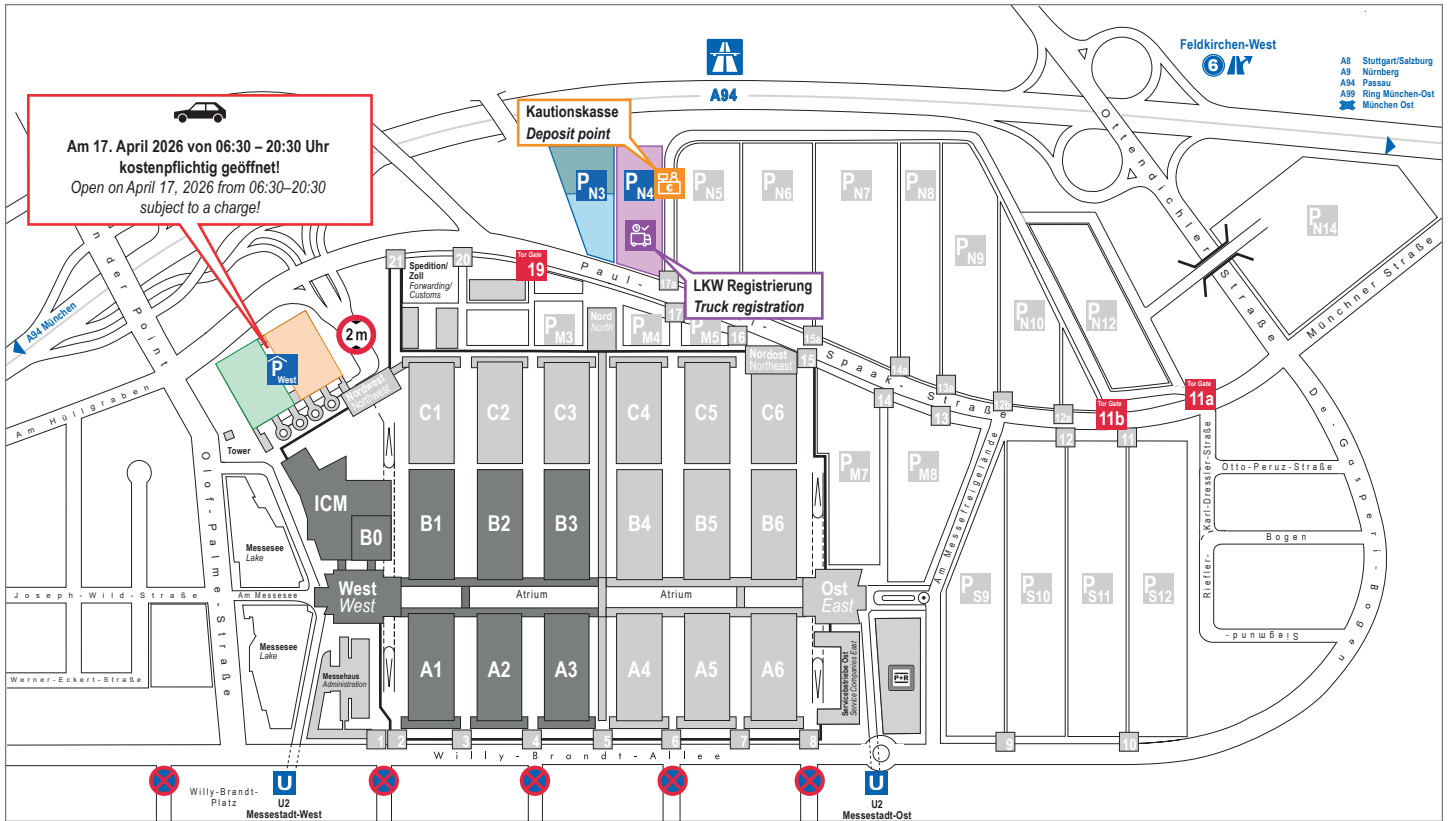 A94
Feldkirchen-West
6
A8 Stuttgart/Salzburg
A9 Nürnberg
A94 Passau
A99 Ring München-Ost
München Ost
Am 17. April 2026 von 06:30 – 20:30 Uhr
kostenpflichtig geöffnet!
Open on April 17, 2026 from 06:30–20:30
subject to a charge!
Kautionskasse
Deposit point
€
P N3
P N4
P N5
P N6
P N7
P N8
P N9
P N10
P N12
P N14
LKW Registrierung
Truck registration
Ottendichler Straße
Münchner Straße
De-Gasperi-Bogen
Paul-
Spaak-Straße
nder Point
A94 München
Am Hüllgraben
2 m
P West
Tower
21
20
Tor Gate
19
Spedition/
Zoll
Forwarding/
Customs
17a
17
16
15a
15
14a
14
13a
13
12b
12a
12
Tor Gate
11b
11
Tor Gate
11a
P M3
Nord
North
P M4
P M5
Nordost
Northeast
Nordwest
Northwest
P M7
P M8
C1
C2
C3
C4
C5
C6
ICM
B0
B1
B2
B3
B4
B5
B6
West
West
Atrium
Atrium
Ost
East
A1
A2
A3
A4
A5
A6
Messesee
Lake
Messesee
Lake
Olof-Palme-Straße
Joseph-Wild-Straße
Am Messesee
Werner-Eckert-Straße
Messehaus
Administration
Servicebetriebe Ost
Service Companies East
P+R
Am Messefreigelände
P S9
P S10
P S11
P S12
Karl-Dressler-Straße
Otto-Peruz-Straße
Bogen
Riefler-
Siegmund-
1
2
3
4
5
6
7
8
9
10
Willy-Brandt-Allee
Willy-Brandt-
Platz
U
U2
Messestadt-West
U
U2
Messestadt-Ost